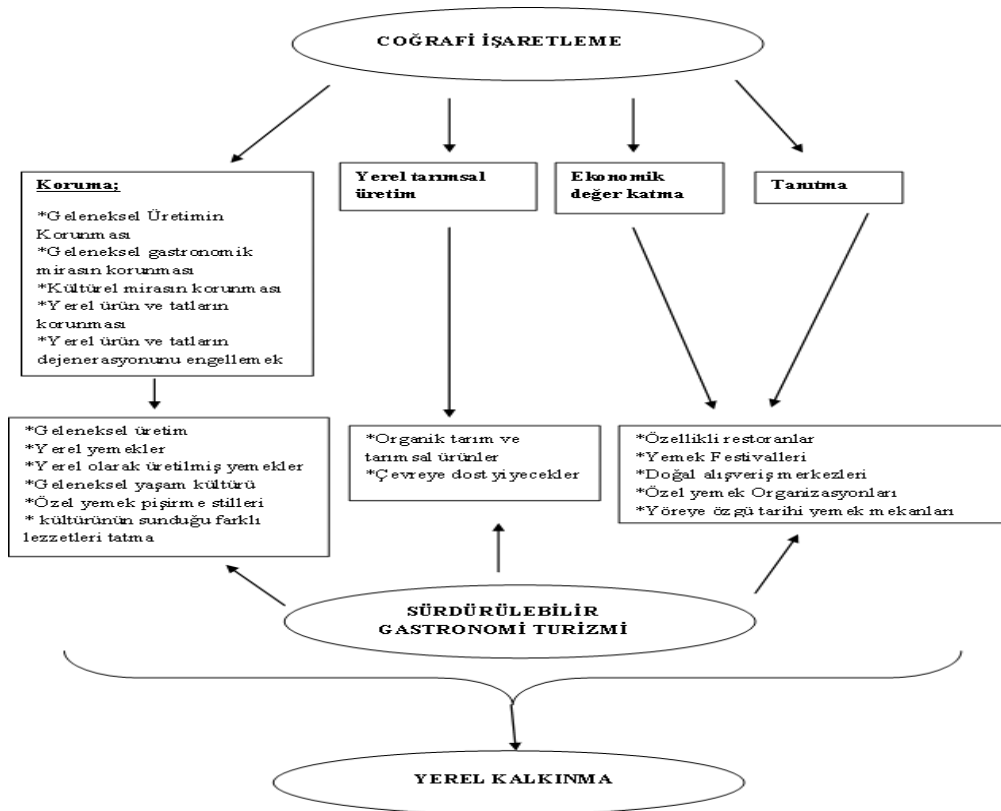 COĞRAFİ İŞARETLEME
Koruma;
*Geleneksel Üretimin
Korunması
*Geleneksel gastronomik
mirasın korunması
*Kültürel mirasın korunması
*Yerel ürün ve tatların
korunması
*Yerel ürün ve tatların
dejenerasyonunu engellemek
Yerel tarımsal
üretim
Ekonomik
değer katma
Tanıtma
*Geleneksel üretim
*Yerel yemekler
*Yerel olarak üretilmiş yemekler
*Geleneksel yaşam kültürü
*Özel yemek pişirme stilleri
* kültürünün sunduğu farklı
lezzetleri tatma
*Organik tarım ve
tarımsal ürünler
*Çevreye dost yiyecekler
*Özellikli restoranlar
*Yemek Festivalleri
*Doğal alışveriş merkezleri
*Özel yemek Organizasyonları
*Yöreye özgü tarihi yemek mekanları
SÜRDÜRÜLEBİLİR
GASTRONOMİ TURİZMİ
YEREL KALKINMA